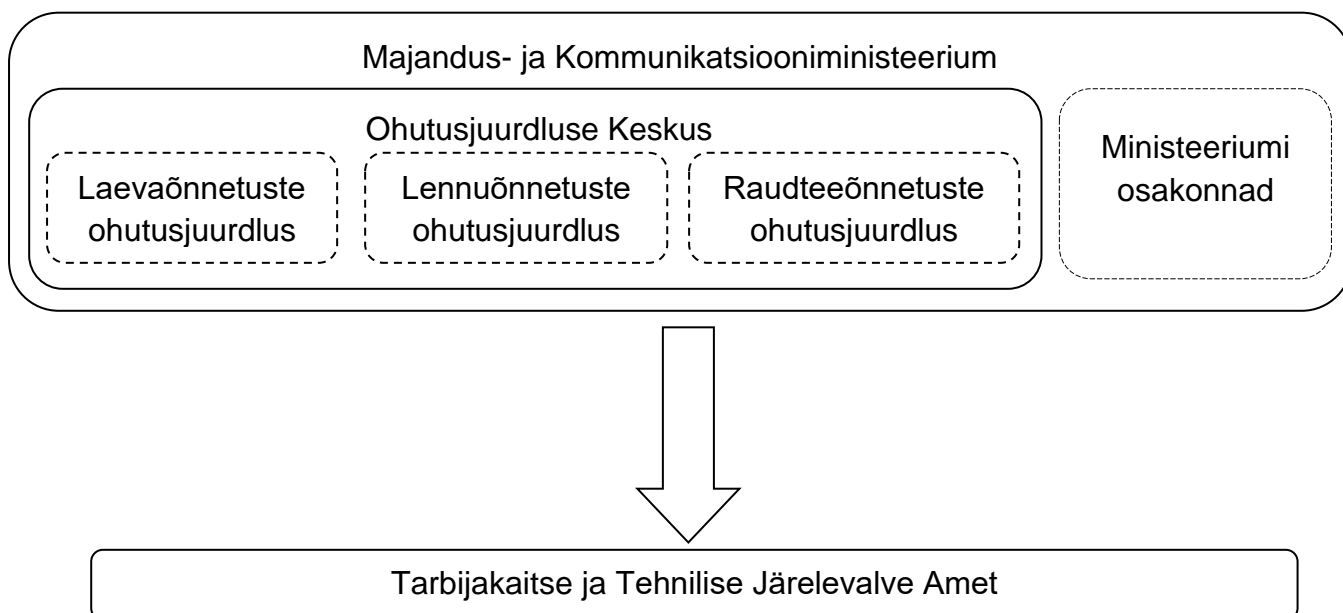 Majandus- ja Kommunikatsiooniministeerium
Ohutusjuurdluse Keskus
Laevaõnnetuste
ohutusjuurdlus
Lennuõnnetuste
ohutusjuurdlus
Raudteeõnnetuste
ohutusjuurdlus
Ministeeriumi
osakonnad
Tarbijakaitse ja Tehnilise Järelevalve Amet